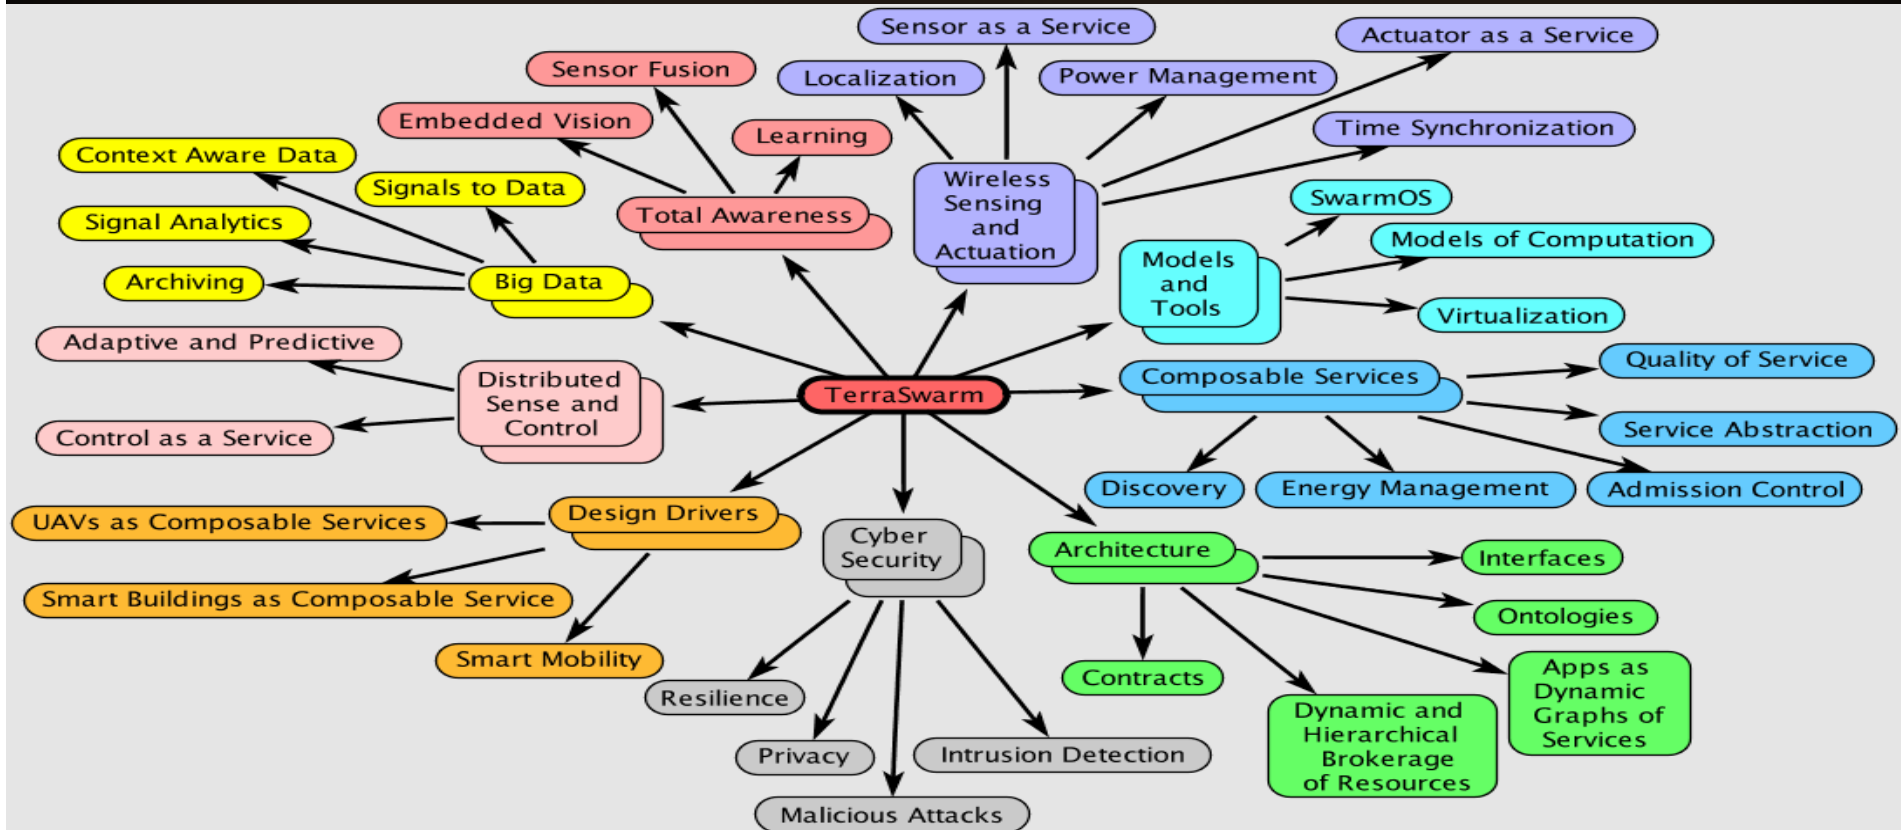 Sensor as a Service
Actuator as a Service
Sensor Fusion
Localization
Power Management
Embedded Vision
Learning
Time Synchronization
Context Aware Data
Signals to Data
Wireless
Sensing
and
Actuation
SwarmOS
Signal Analytics
Total Awareness
Models of Computation
Archiving
Big Data
Models
and
Tools
Virtualization
Adaptive and Predictive
Distributed
Sense and
Control
TerraSwarm
Composable Services
Quality of Service
Control as a Service
Service Abstraction
Discovery
Energy Management
Admission Control
UAVs as Composable Services
Design Drivers
Cyber
Security
Architecture
Interfaces
Smart Buildings as Composable Service
Ontologies
Smart Mobility
Resilience
Contracts
Apps as
Dynamic
Graphs of
Services
Dynamic and
Hierarchical
Brokerage
of Resources
Privacy
Intrusion Detection
Malicious Attacks